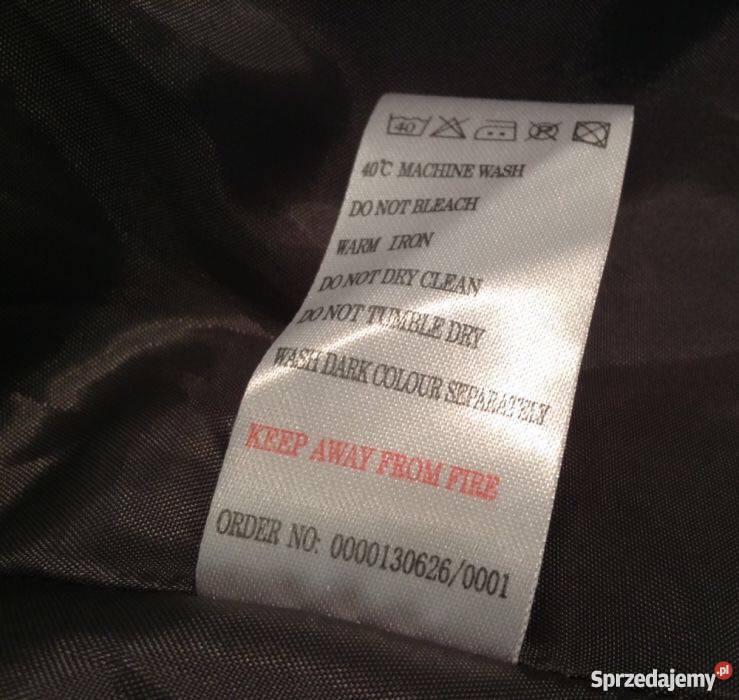 40
P
40℃ MACHINE WASH
DO NOT BLEACH
WARM IRON
DO NOT DRY CLEAN
DO NOT TUMBLE DRY
WASH DARK COLOUR SEPARATELY
KEEP AWAY FROM FIRE
ORDER NO: 0000130626/0001
Sprzedajemy.pl